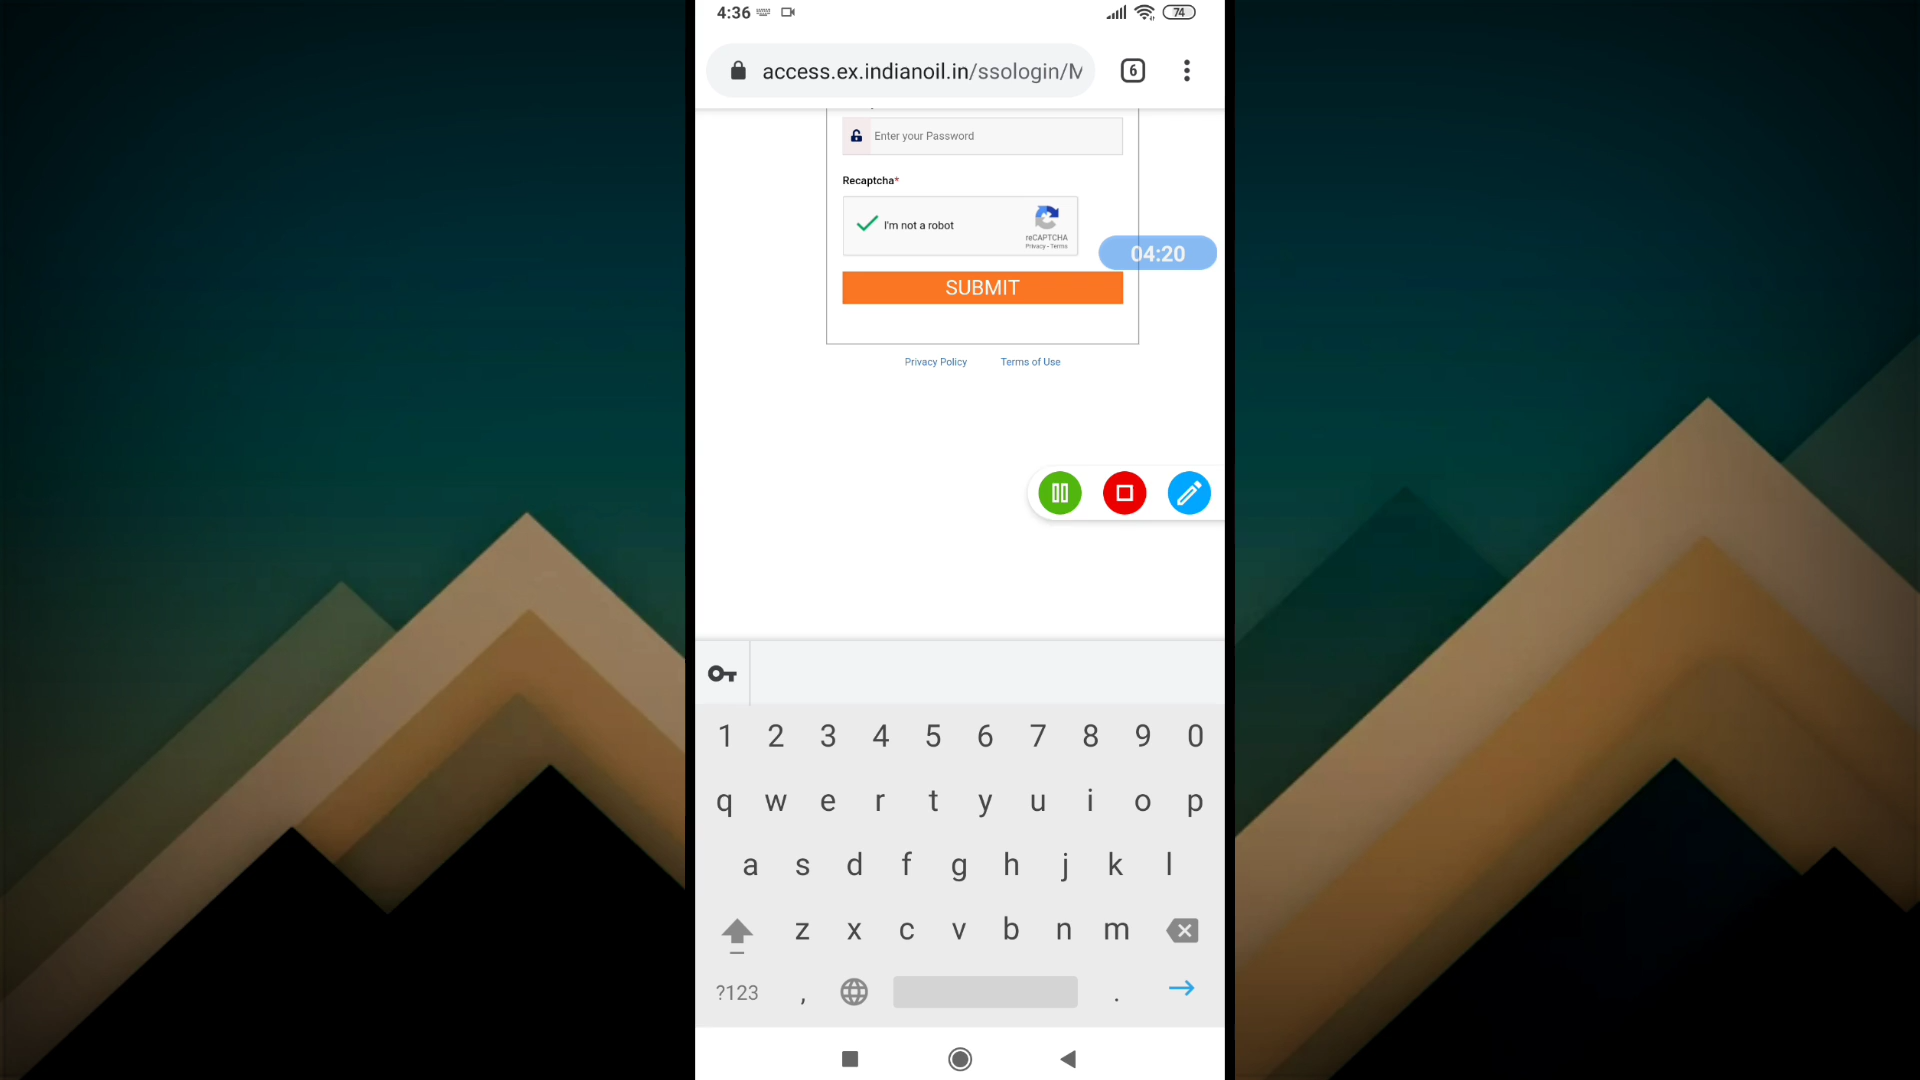 4:36
74
access.ex.indianoil.in/ssologin/M
6
Enter your Password
Recaptcha*
I'm not a robot
reCAPTCHA
Privacy - Terms
04:20
SUBMIT
Privacy Policy Terms of Use
1 2 3 4 5 6 7 8 9 0
q w e r t y u i o p
a s d f g h j k l
z x c v b n m
?123 , .